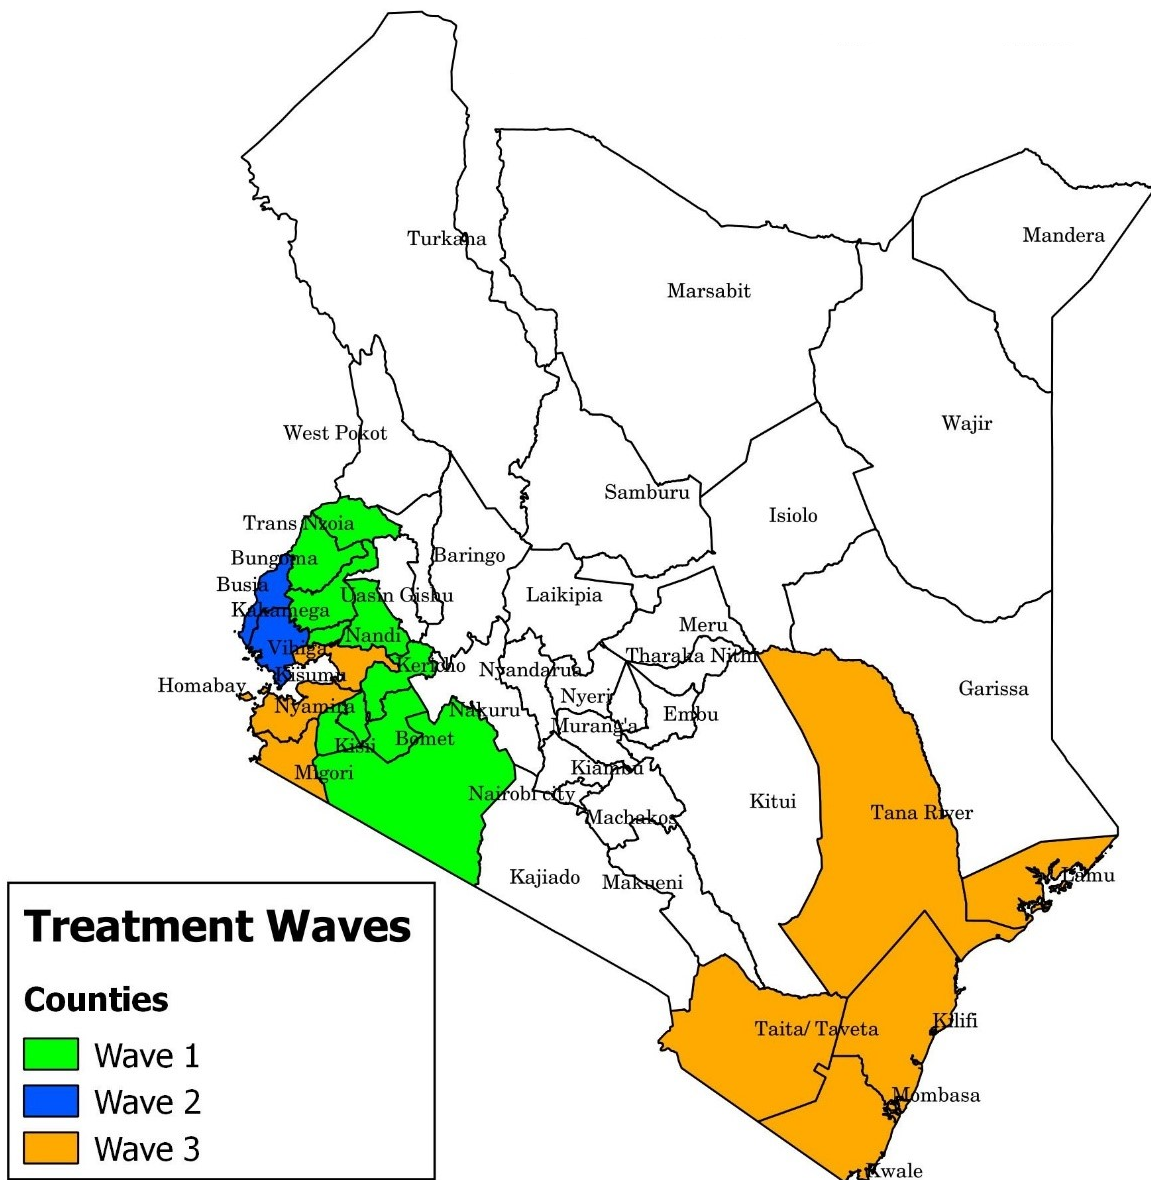 Turkana
Mandera
Marsabit
Wajir
West Pokot
Samburu
Isiolo
Trans Nzoia
Bungoma
Baringo
Busia
Uasin Gishu
Laikipia
Kakamega
Meru
Nandi
Vihiga
Tharaka Nithi
Kericho
Nyandarua
Kisumu
Homabay
Garissa
Nyeri
Nyamira
Nakuru
Embu
Murang'a
Kisii
Bomet
Kiambu
Migori
Nairobi city
Kitui
Tana River
Machakos
Kajiado
Makueni
Lamu
Kilifi
Taita/ Taveta
Mombasa
Kwale
Treatment Waves
Counties
Wave 1
Wave 2
Wave 3